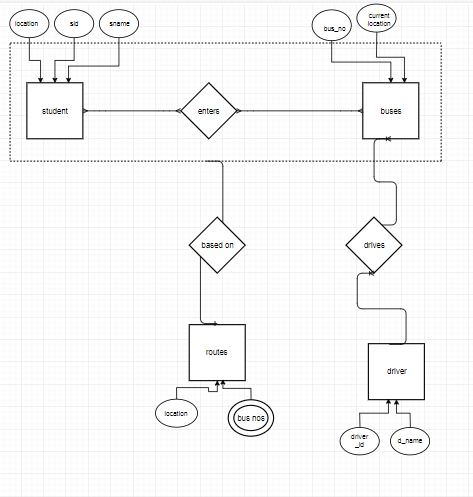 location
sid
sname
bus_no
current
location
student
enters
buses
based on
drives
routes
driver
location
bus nos
driver
_id
d_name